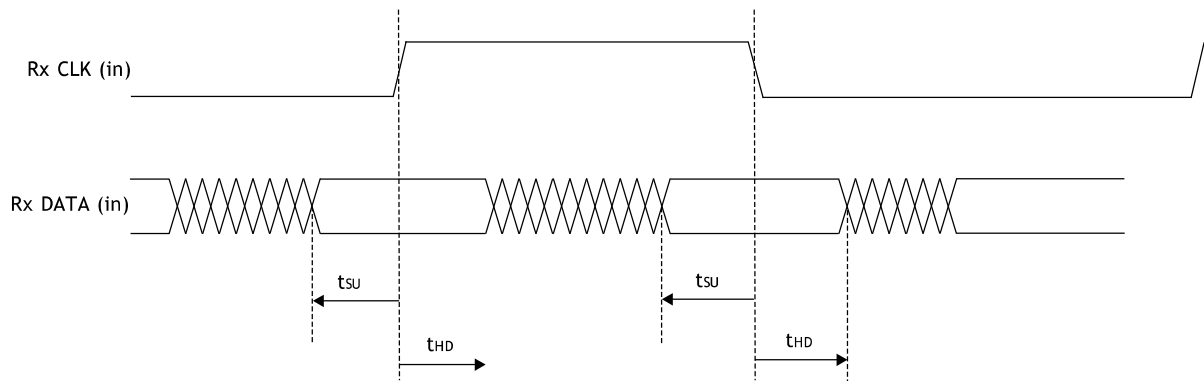 Rx CLK (in)
Rx DATA (in)
tSU
tSU
tHD
tHD